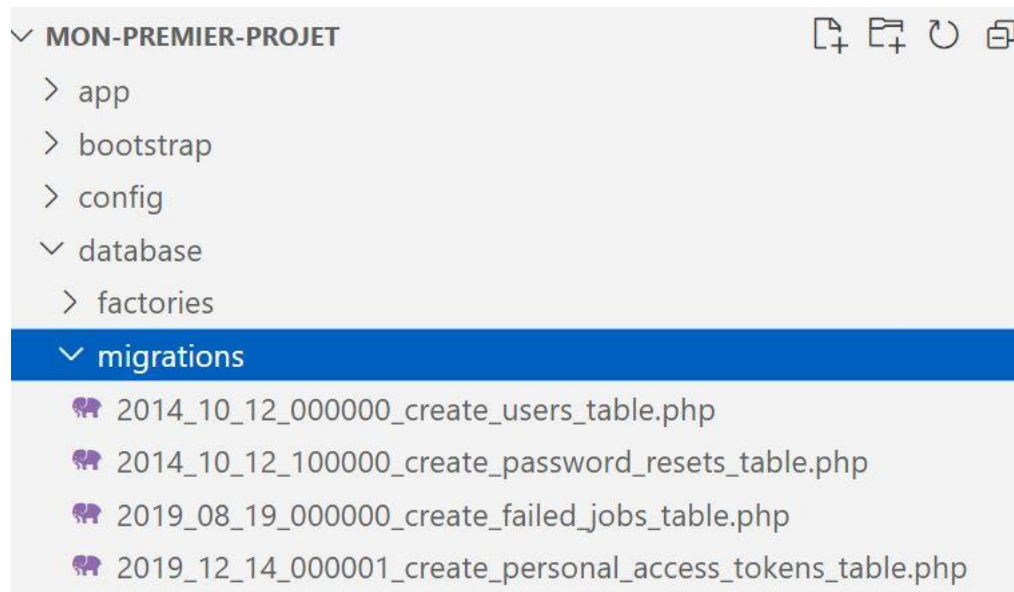 MON-PREMIER-PROJET
app
bootstrap
config
database
factories
migrations
2014_10_12_000000_create_users_table.php
2014_10_12_100000_create_password_resets_table.php
2019_08_19_000000_create_failed_jobs_table.php
2019_12_14_000001_create_personal_access_tokens_table.php